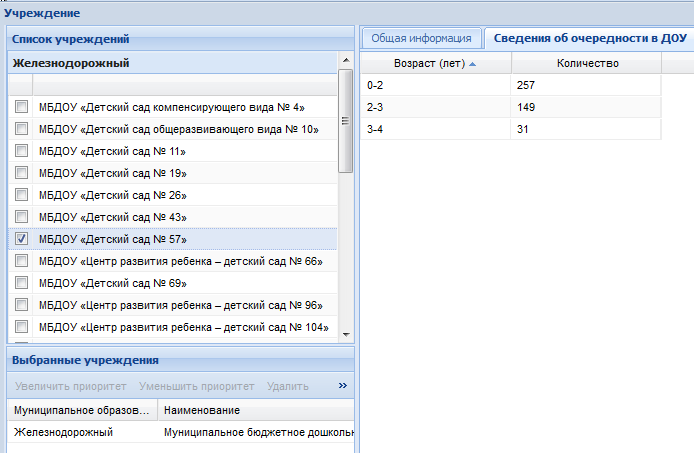 Учреждение
Список учреждений
Железнодорожный
МБДОУ «Детский сад компенсирующего вида № 4»
МБДОУ «Детский сад общеразвивающего вида № 10»
МБДОУ «Детский сад № 11»
МБДОУ «Детский сад № 19»
МБДОУ «Детский сад № 26»
МБДОУ «Детский сад № 43»
МБДОУ «Детский сад № 57»
МБДОУ «Центр развития ребенка – детский сад № 66»
МБДОУ «Детский сад № 69»
МБДОУ «Центр развития ребенка – детский сад № 96»
МБДОУ «Центр развития ребенка – детский сад № 104»
Выбранные учреждения
Увеличить приоритет Уменьшить приоритет Удалить »
Муниципальное образов... Наименование
Железнодорожный Муниципальное бюджетное дошкольн
Общая информация Сведения об очередности в ДОУ
Возраст (лет) Количество
0-2 257
2-3 149
3-4 31